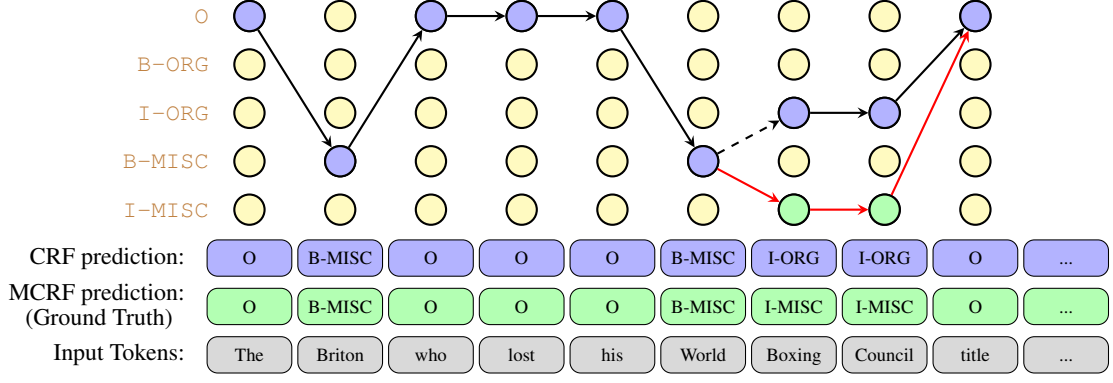 O
B-ORG
I-ORG
B-MISC
I-MISC
CRF prediction: O B-MISC O O O B-MISC I-ORG I-ORG O ...
MCRF prediction:
(Ground Truth) O B-MISC O O O B-MISC I-MISC I-MISC O ...
Input Tokens: The Briton who lost his World Boxing Council title ...